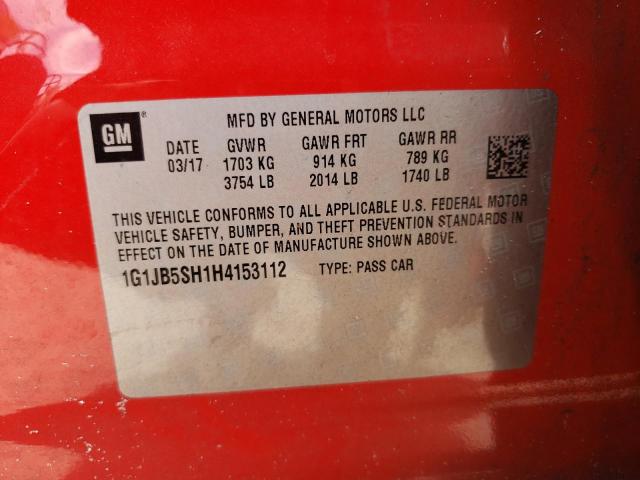 GM
MFD BY GENERAL MOTORS LLC
DATE GVWR GAWR FRT GAWR RR
03/17 1703 KG 914 KG 789 KG
3754 LB 2014 LB 1740 LB
THIS VEHICLE CONFORMS TO ALL APPLICABLE U.S. FEDERAL MOTOR
VEHICLE SAFETY, BUMPER, AND THEFT PREVENTION STANDARDS IN
EFFECT ON THE DATE OF MANUFACTURE SHOWN ABOVE.
1G1JB5SH1H4153112 TYPE: PASS CAR